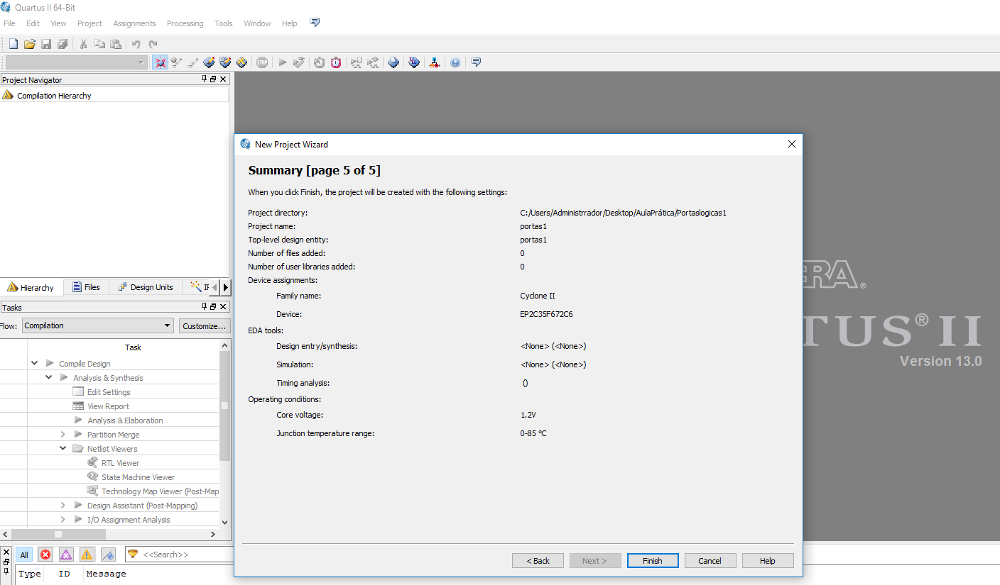 Quartus II 64-Bit
File Edit View Project Assignments Processing Tools Window Help
STOP
Project Navigator
Compilation Hierarchy
Hierarchy Files Design Units
Tasks
Flow: Compilation Customize...
Task
Compile Design
Analysis & Synthesis
Edit Settings
View Report
Analysis & Elaboration
Partition Merge
Netlist Viewers
RTL Viewer
State Machine Viewer
Technology Map Viewer (Post-Map
Design Assistant (Post-Mapping)
I/O Assignment Analysis
New Project Wizard
Summary [page 5 of 5]
When you click Finish, the project will be created with the following settings:
Project directory: C:/Users/Administrrador/Desktop/AulaPrática/Portaslogicas1
Project name: portas1
Top-level design entity: portas1
Number of files added: 0
Number of user libraries added: 0
Device assignments:
Family name: Cyclone II
Device: EP2C35F672C6
EDA tools:
Design entry/synthesis: <None> (<None>)
Simulation: <None> (<None>)
Timing analysis: ()
Operating conditions:
Core voltage: 1.2V
Junction temperature range: 0-85 ºC
< Back Next > Finish Cancel Help
ERA®
TUS® II
Version 13.0
All <<Search>>
Type ID Message